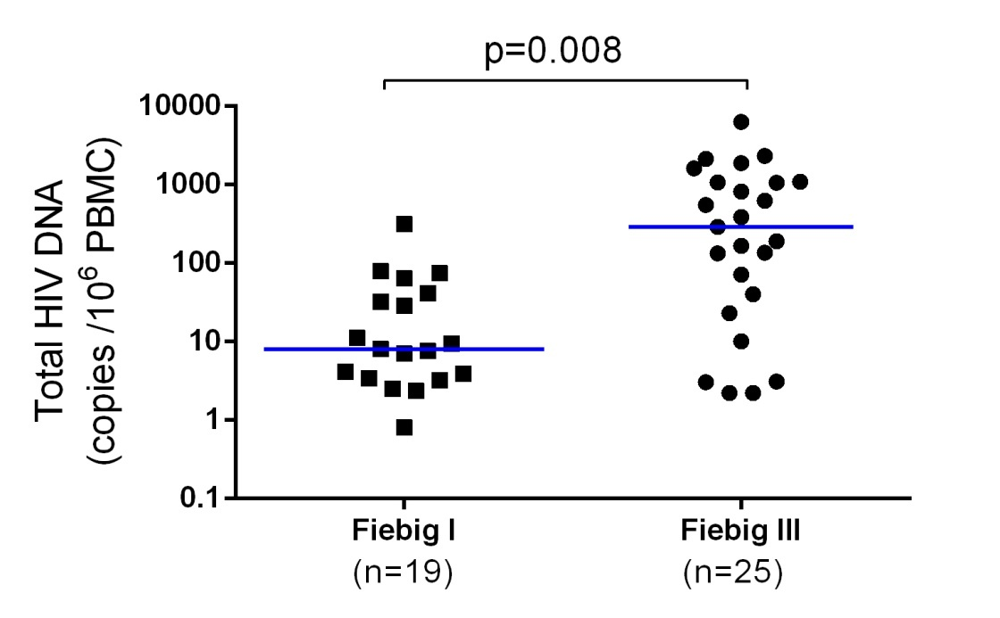 p=0.008
Total HIV DNA
(copies /10⁶ PBMC)
10000
1000
100
10
1
0.1
Fiebig I
Fiebig III
(n=19)
(n=25)